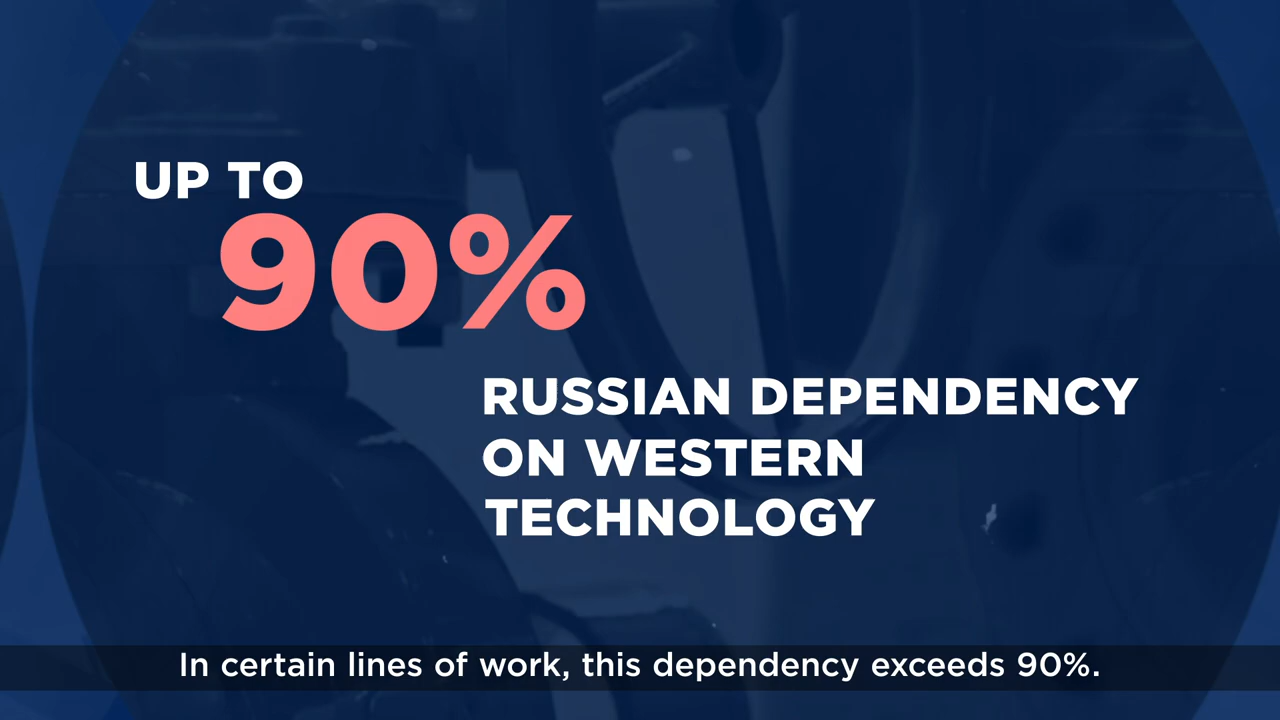 UP TO
90%
RUSSIAN DEPENDENCY
ON WESTERN
TECHNOLOGY
In certain lines of work, this dependency exceeds 90%.